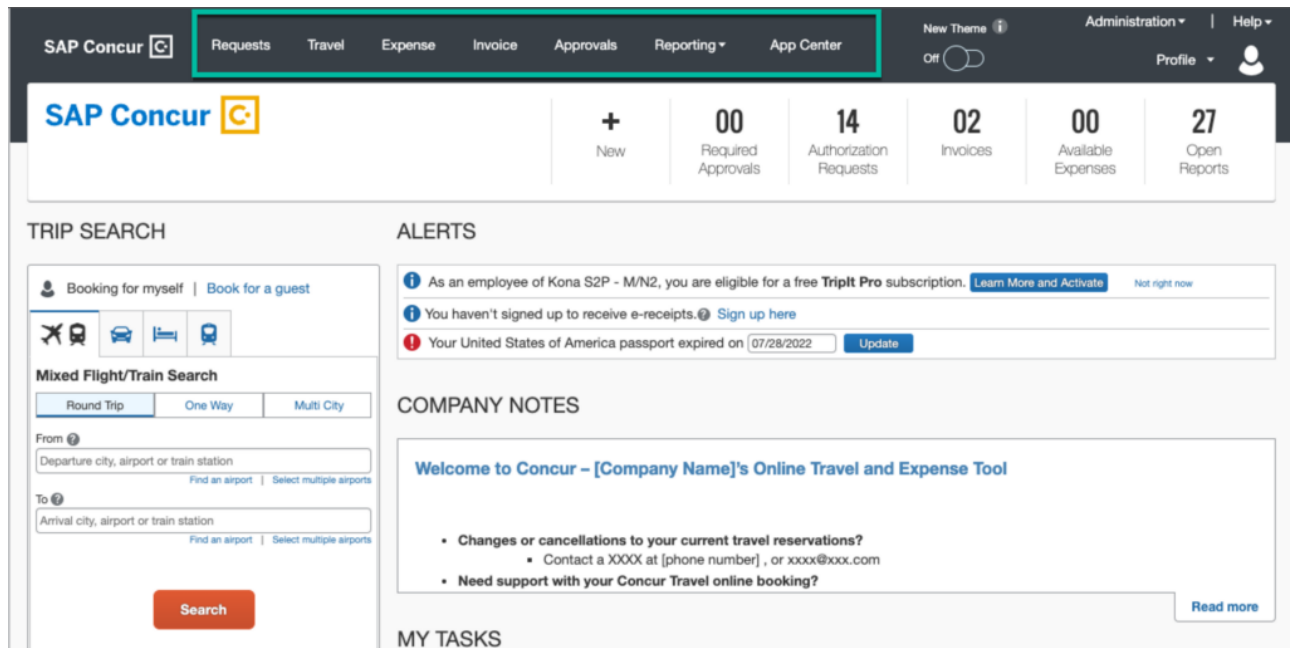 SAP Concur
Requests Travel Expense Invoice Approvals Reporting App Center
New Theme
Off
Administration | Help
Profile
SAP Concur
+
New
00
Required
Approvals
14
Authorization
Requests
02
Invoices
00
Available
Expenses
27
Open
Reports
TRIP SEARCH
Booking for myself | Book for a guest
Mixed Flight/Train Search
Round Trip One Way Multi City
From ?
Departure city, airport or train station
Find an airport | Select multiple airports
To ?
Arrival city, airport or train station
Find an airport | Select multiple airports
Search
ALERTS
As an employee of Kona S2P - M/N2, you are eligible for a free TripIt Pro subscription. Learn More and Activate Not right now
You haven't signed up to receive e-receipts.? Sign up here
Your United States of America passport expired on 07/28/2022 Update
COMPANY NOTES
Welcome to Concur – [Company Name]'s Online Travel and Expense Tool
• Changes or cancellations to your current travel reservations?
▪ Contact a XXXX at [phone number] , or xxxx@xxx.com
• Need support with your Concur Travel online booking?
Read more
MY TASKS